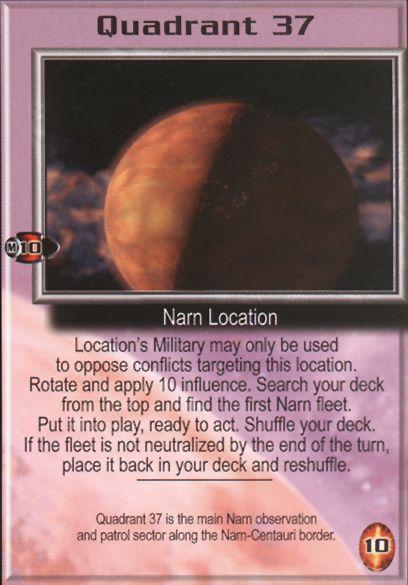 Quadrant 37
M 10
Narn Location
Location's Military may only be used
to oppose conflicts targeting this location.
Rotate and apply 10 influence. Search your deck
from the top and find the first Narn fleet.
Put it into play, ready to act. Shuffle your deck.
If the fleet is not neutralized by the end of the turn,
place it back in your deck and reshuffle.
Quadrant 37 is the main Narn observation
and patrol sector along the Narn-Centauri border.
10